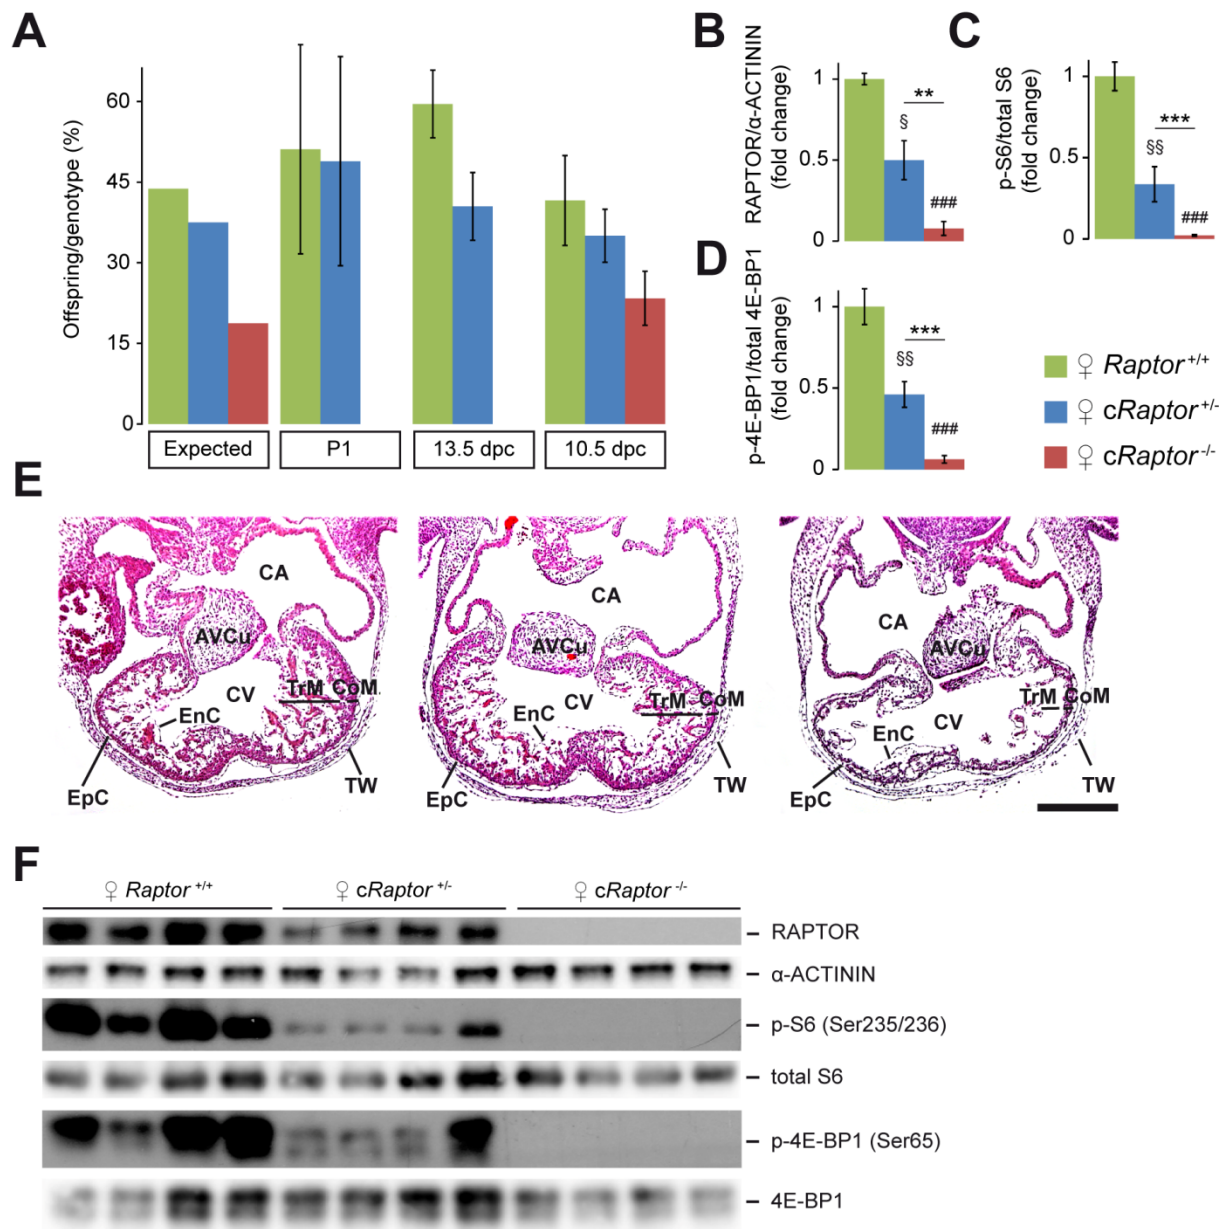 A
Offspring/genotype (%)
60
45
30
15
0
Expected
P1
13.5 dpc
10.5 dpc
B
RAPTOR/α-ACTININ
(fold change)
1
0.5
0
§
**
###
C
p-S6/total S6
(fold change)
1
0.5
0
§§
***
###
D
p-4E-BP1/total 4E-BP1
(fold change)
1
0.5
0
§§
***
###
♀ Raptor +/+
♀ cRaptor +/-
♀ cRaptor -/-
E
CA
AVCu
CV
TrM CoM
EnC
EpC
TW
CA
AVCu
CV
TrM CoM
EnC
EpC
TW
CA
AVCu
CV
TrM CoM
EnC
EpC
TW
F
♀ Raptor +/+
♀ cRaptor +/-
♀ cRaptor -/-
– RAPTOR
– α-ACTININ
– p-S6 (Ser235/236)
– total S6
– p-4E-BP1 (Ser65)
– 4E-BP1